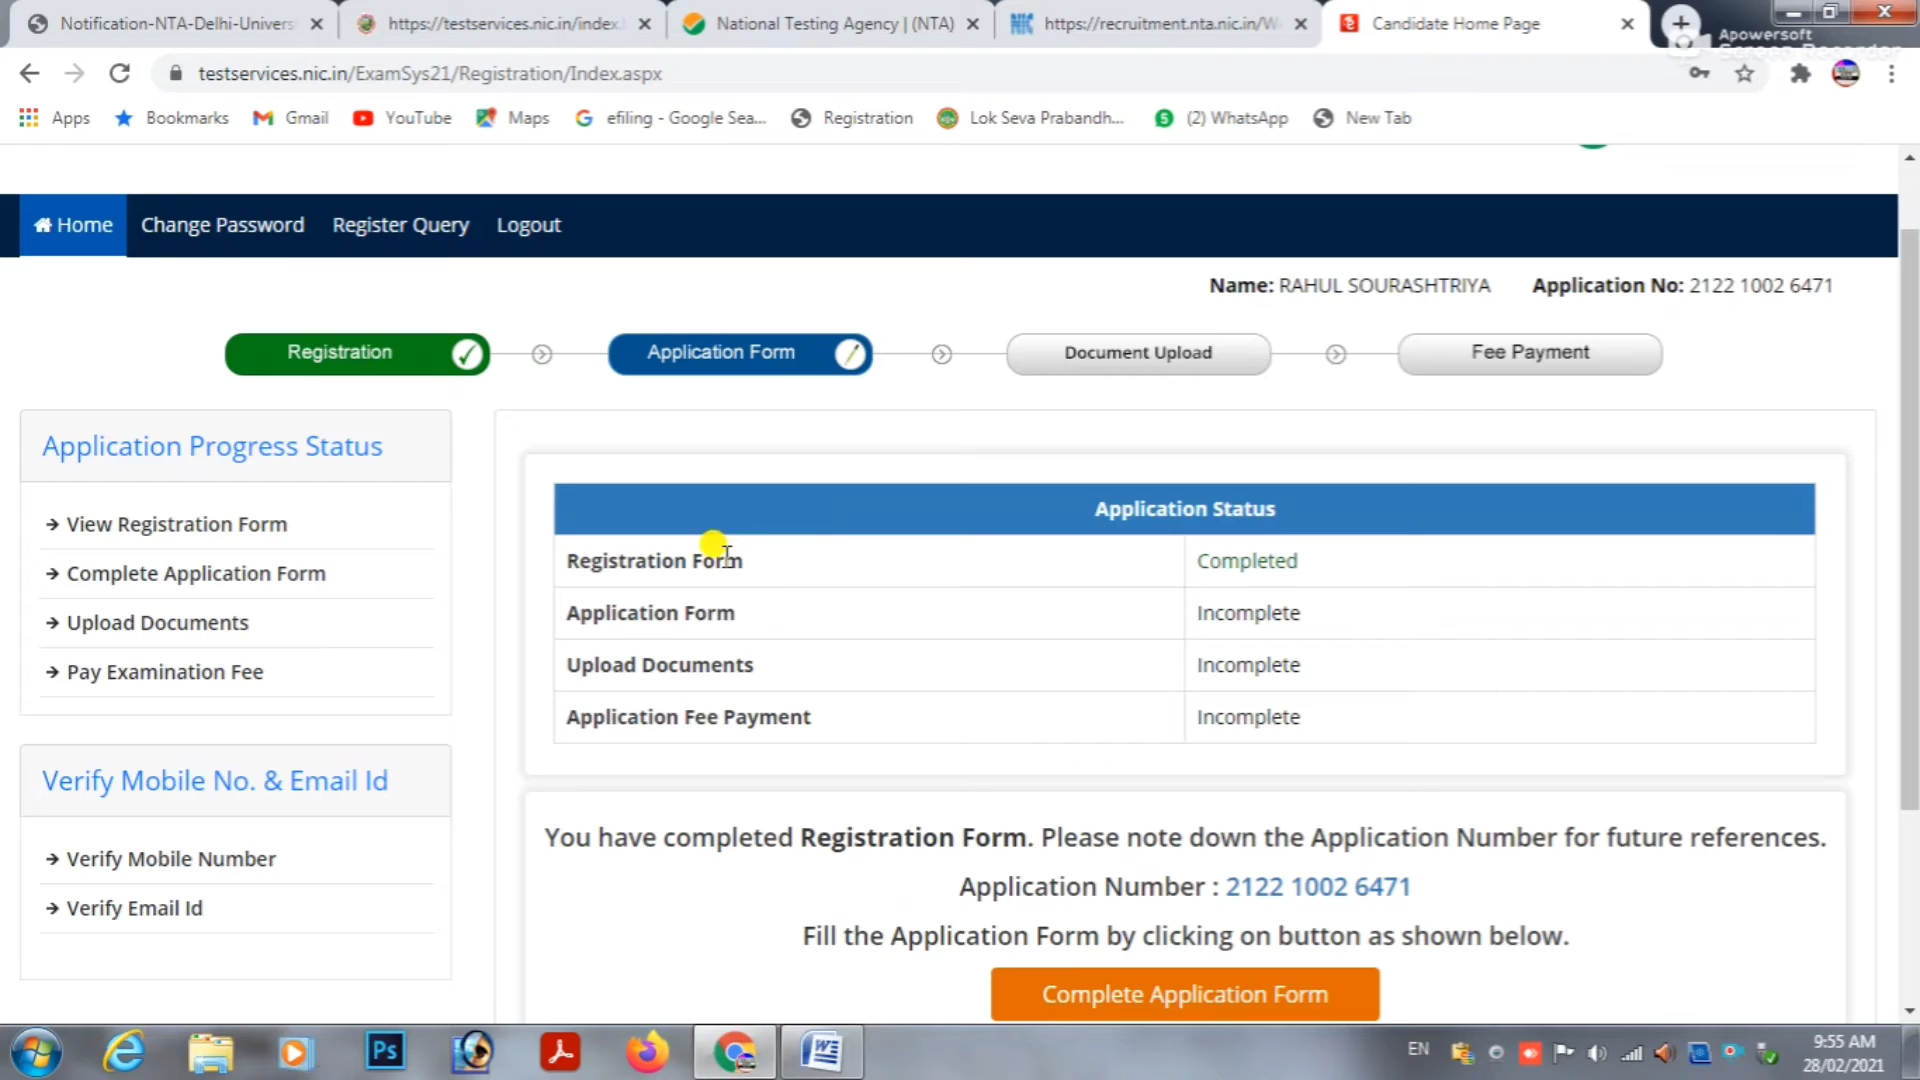 Notification-NTA-Delhi-Univers
https://testservices.nic.in/index.
National Testing Agency | (NTA)
https://recruitment.nta.nic.in/W
Candidate Home Page
Apowersoft
Screen Recorder
testservices.nic.in/ExamSys21/Registration/Index.aspx
Apps
Bookmarks
Gmail
YouTube
Maps
efiling - Google Sea...
Registration
Lok Seva Prabandh...
(2) WhatsApp
New Tab
Home
Change Password
Register Query
Logout
Name: RAHUL SOURASHTRIYA
Application No: 2122 1002 6471
Registration
Application Form
Document Upload
Fee Payment
Application Progress Status
View Registration Form
Complete Application Form
Upload Documents
Pay Examination Fee
Verify Mobile No. & Email Id
Verify Mobile Number
Verify Email Id
Application Status
Registration Form Completed
Application Form Incomplete
Upload Documents Incomplete
Application Fee Payment Incomplete
You have completed Registration Form. Please note down the Application Number for future references.
Application Number : 2122 1002 6471
Fill the Application Form by clicking on button as shown below.
Complete Application Form
Ps
EN
9:55 AM
28/02/2021